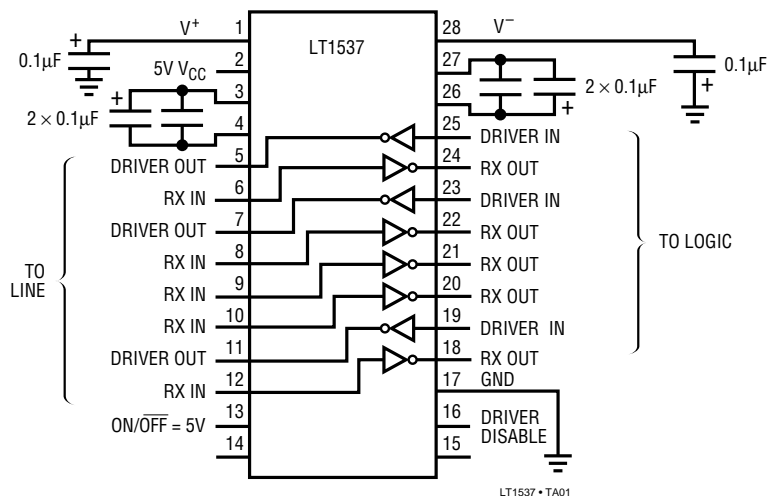 V+ 1 LT1537 28 V−
0.1µF + 2 27 0.1µF +
5V VCC
3 26 2 × 0.1µF +
2 × 0.1µF + 4 25 DRIVER IN
DRIVER OUT 5 24 RX OUT
RX IN 6 23 DRIVER IN
DRIVER OUT 7 22 RX OUT
RX IN 8 21 RX OUT
TO LINE
TO LOGIC
RX IN 9 20 RX OUT
RX IN 10 19 DRIVER IN
DRIVER OUT 11 18 RX OUT
RX IN 12 17 GND
ON/OFF = 5V 13 16 DRIVER DISABLE
14 15
LT1537 • TA01